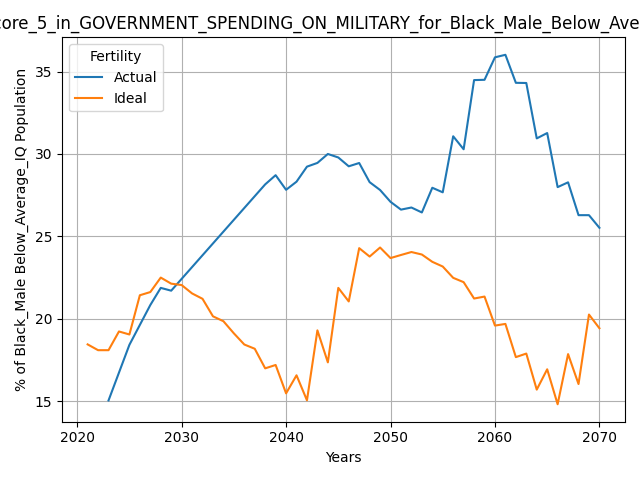 core_5_in_GOVERNMENT_SPENDING_ON_MILITARY_for_Black_Male_Below_Ave
Fertility
Actual
Ideal
% of Black_Male Below_Average_IQ Population
35
30
25
20
15
2020 2030 2040 2050 2060 2070
Years